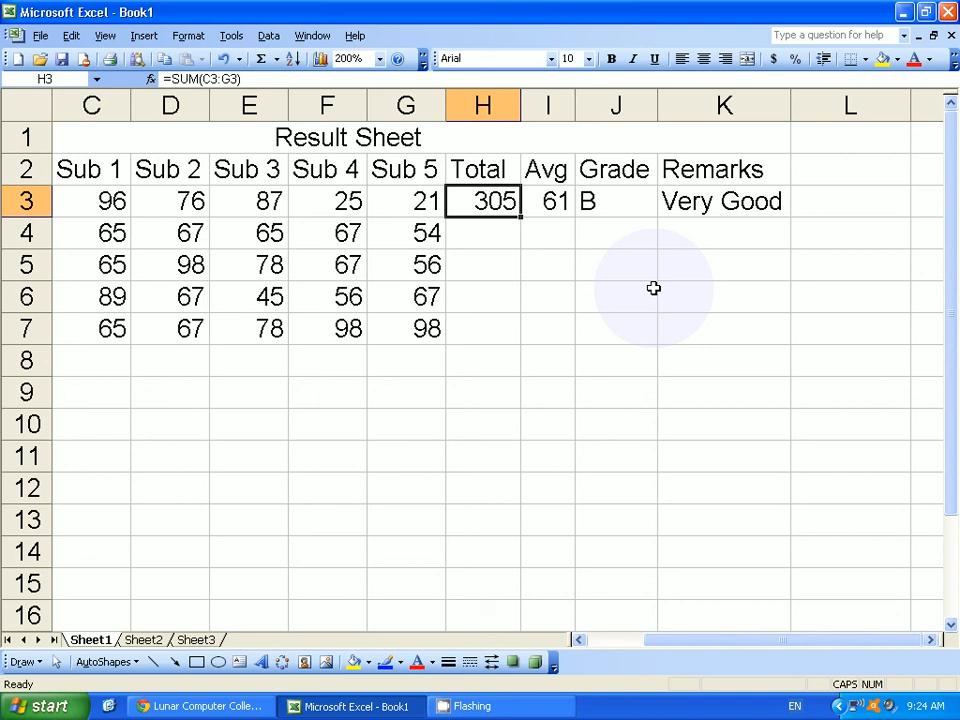 Microsoft Excel - Book1
File Edit View Insert Format Tools Data Window Help Type a question for help
Σ 200% Arial 10 B I U $ %
H3 fx =SUM(C3:G3)
C D E F G H I J K L
1 Result Sheet
2 Sub 1 Sub 2 Sub 3 Sub 4 Sub 5 Total Avg Grade Remarks
3 96 76 87 25 21 305 61 B Very Good
4 65 67 65 67 54
5 65 98 78 67 56
6 89 67 45 56 67
7 65 67 78 98 98
8
9
10
11
12
13
14
15
16
Sheet1 Sheet2 Sheet3
Draw AutoShapes
Ready CAPS NUM
start Lunar Computer Colle... Microsoft Excel - Book1 Flashing EN 9:24 AM